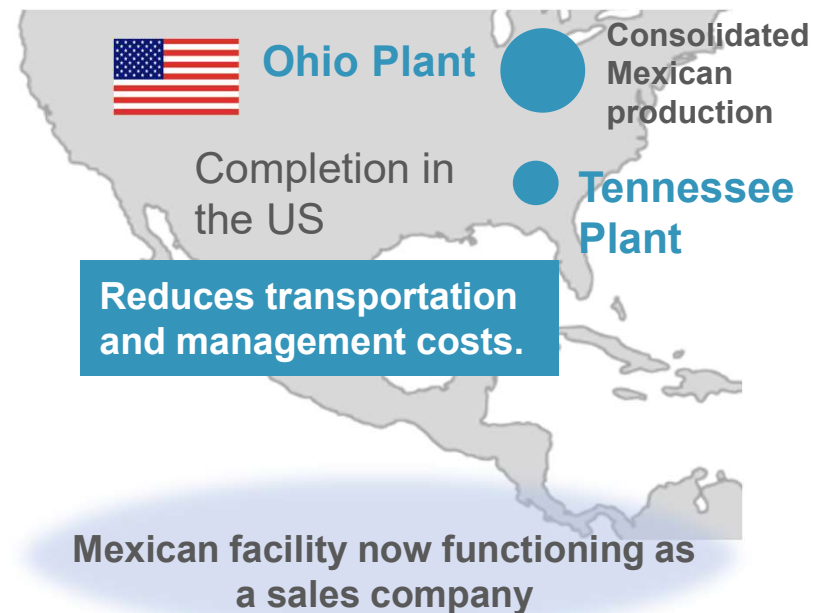 Ohio Plant
Consolidated
Mexican
production
Completion in
the US
Tennessee
Plant
Reduces transportation
and management costs.
Mexican facility now functioning as
a sales company